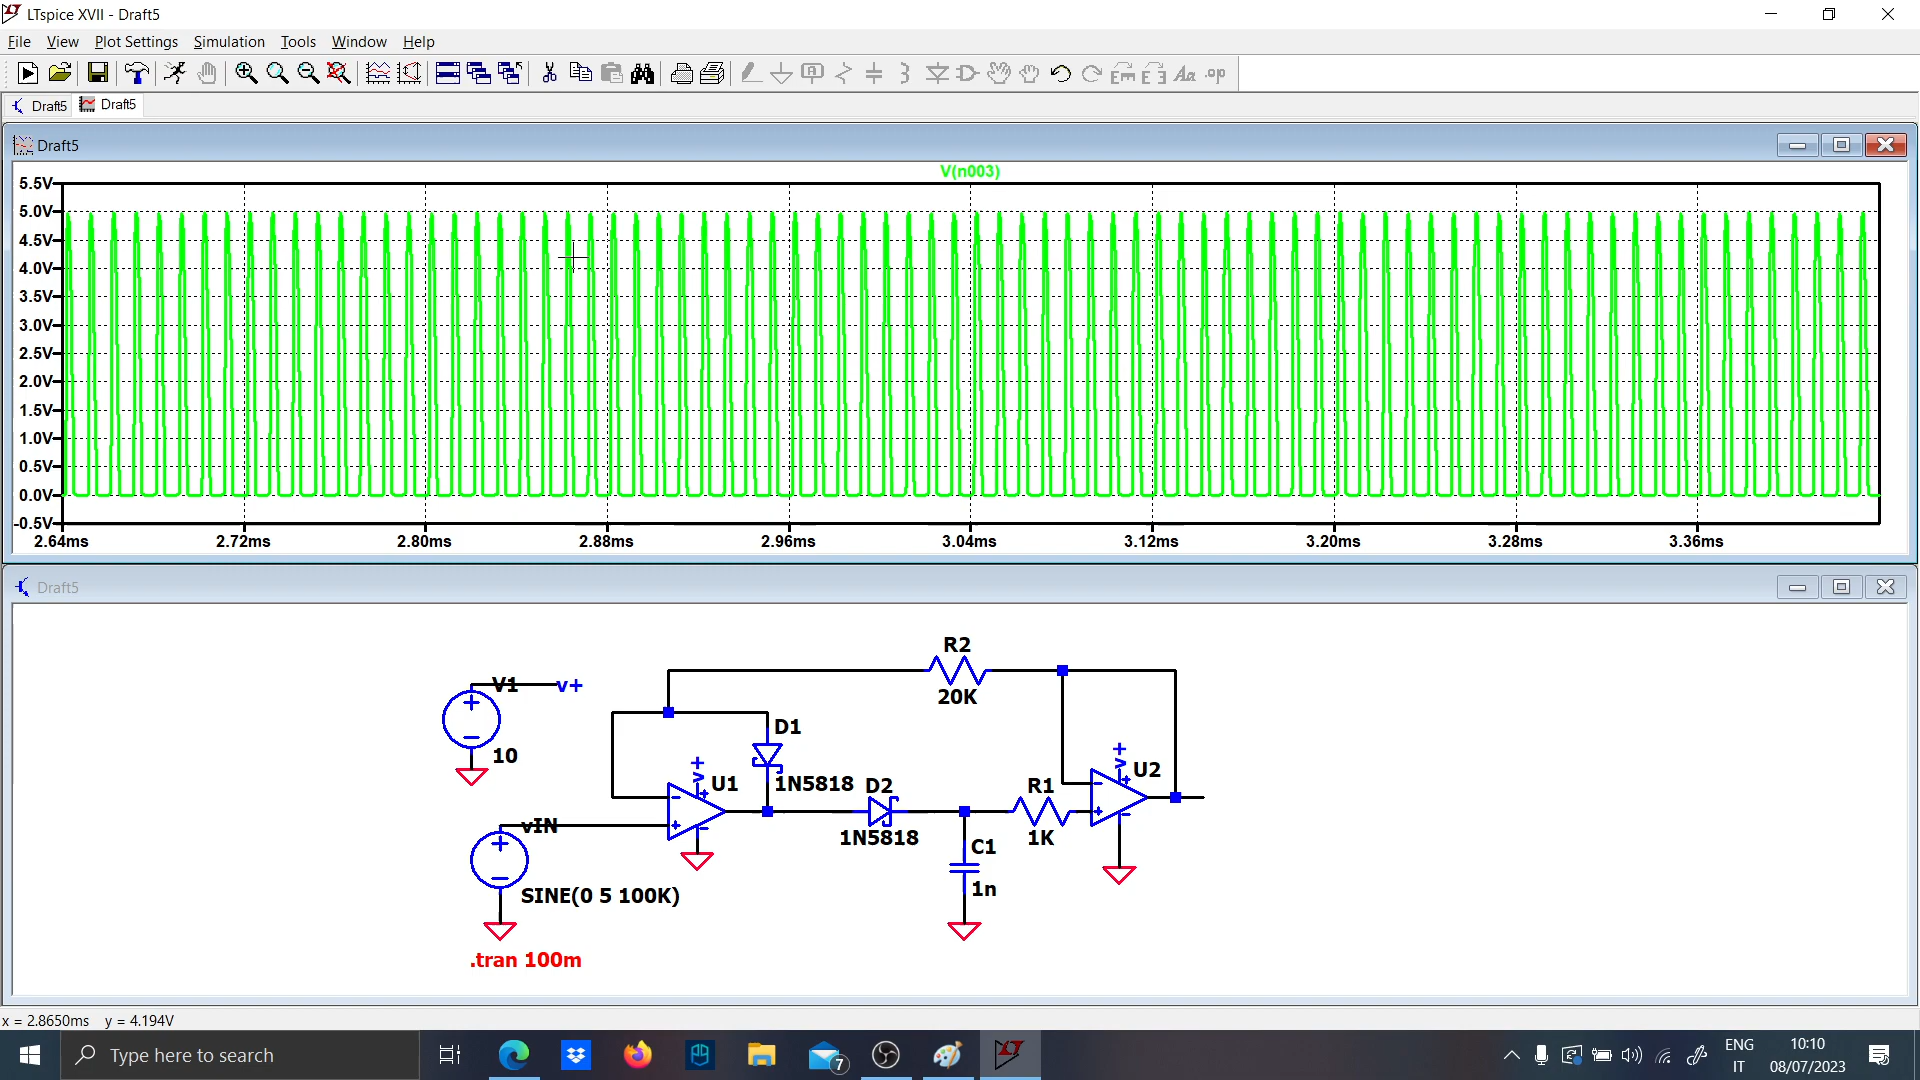 LTspice XVII - Draft5
File View Plot Settings Simulation Tools Window Help
Aa .op
Draft5 Draft5
Draft5
V(n003)
5.5V
5.0V
4.5V
4.0V
3.5V
3.0V
2.5V
2.0V
1.5V
1.0V
0.5V
0.0V
-0.5V
2.64ms 2.72ms 2.80ms 2.88ms 2.96ms 3.04ms 3.12ms 3.20ms 3.28ms 3.36ms
Draft5
R2
20K
V1 v+
10
D1
1N5818
v+ U1
D2
1N5818
R1
1K
v+ U2
C1
1n
vIN
SINE(0 5 100K)
.tran 100m
x = 2.8650ms y = 4.194V
Type here to search
7
ENG
IT
10:10
08/07/2023